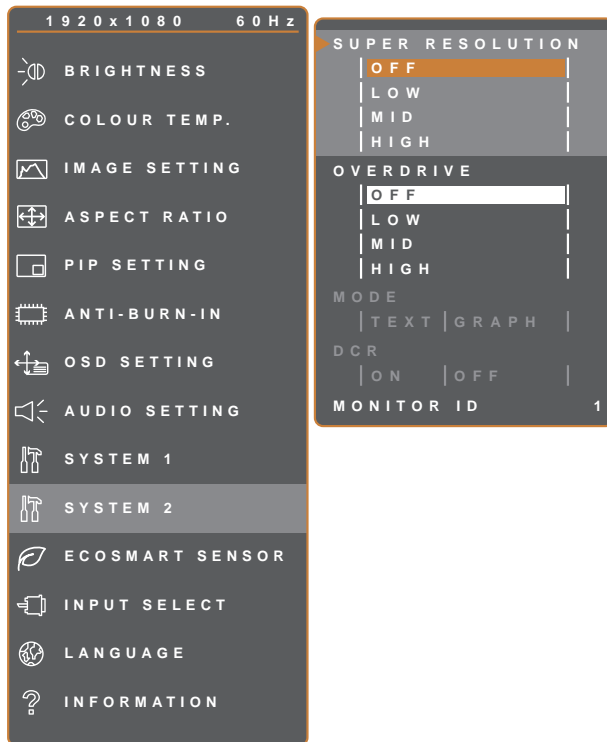 1920x1080 60Hz
BRIGHTNESS
COLOUR TEMP.
IMAGE SETTING
ASPECT RATIO
PIP SETTING
ANTI-BURN-IN
OSD SETTING
AUDIO SETTING
SYSTEM 1
SYSTEM 2
ECOSMART SENSOR
INPUT SELECT
LANGUAGE
INFORMATION
SUPER RESOLUTION
OFF
LOW
MID
HIGH
OVERDRIVE
OFF
LOW
MID
HIGH
MODE
TEXT GRAPH
DCR
ON OFF
MONITOR ID 1